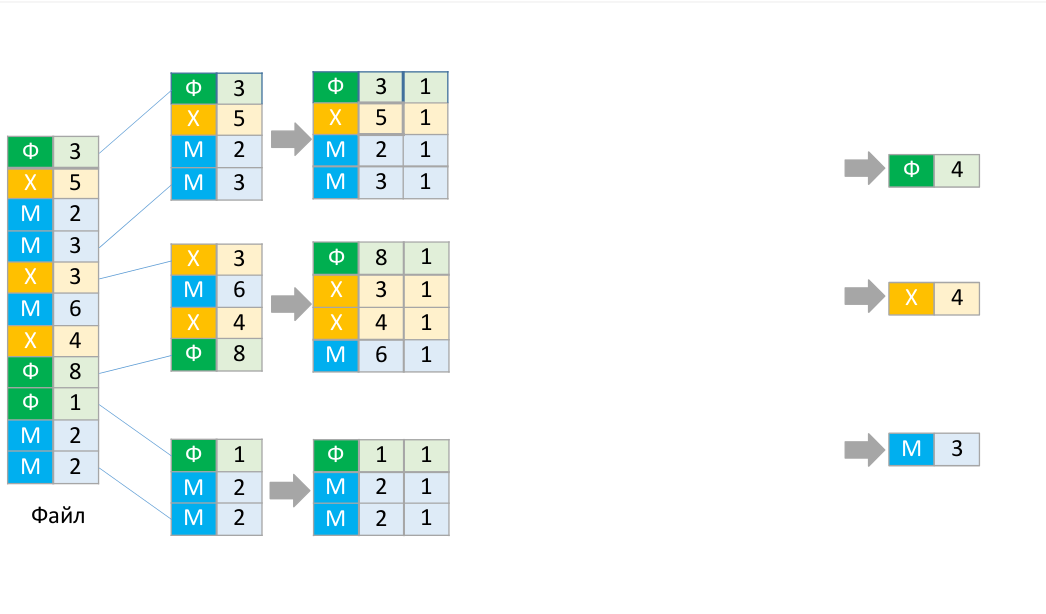 Ф 3
Х 5
М 2
М 3
Х 3
М 6
Х 4
Ф 8
Ф 1
М 2
М 2
Файл
Ф 3
Х 5
М 2
М 3
Х 3
М 6
Х 4
Ф 8
Ф 1
М 2
М 2
Ф 3 1
Х 5 1
М 2 1
М 3 1
Ф 8 1
Х 3 1
Х 4 1
М 6 1
Ф 1 1
М 2 1
М 2 1
Ф 4
Х 4
М 3